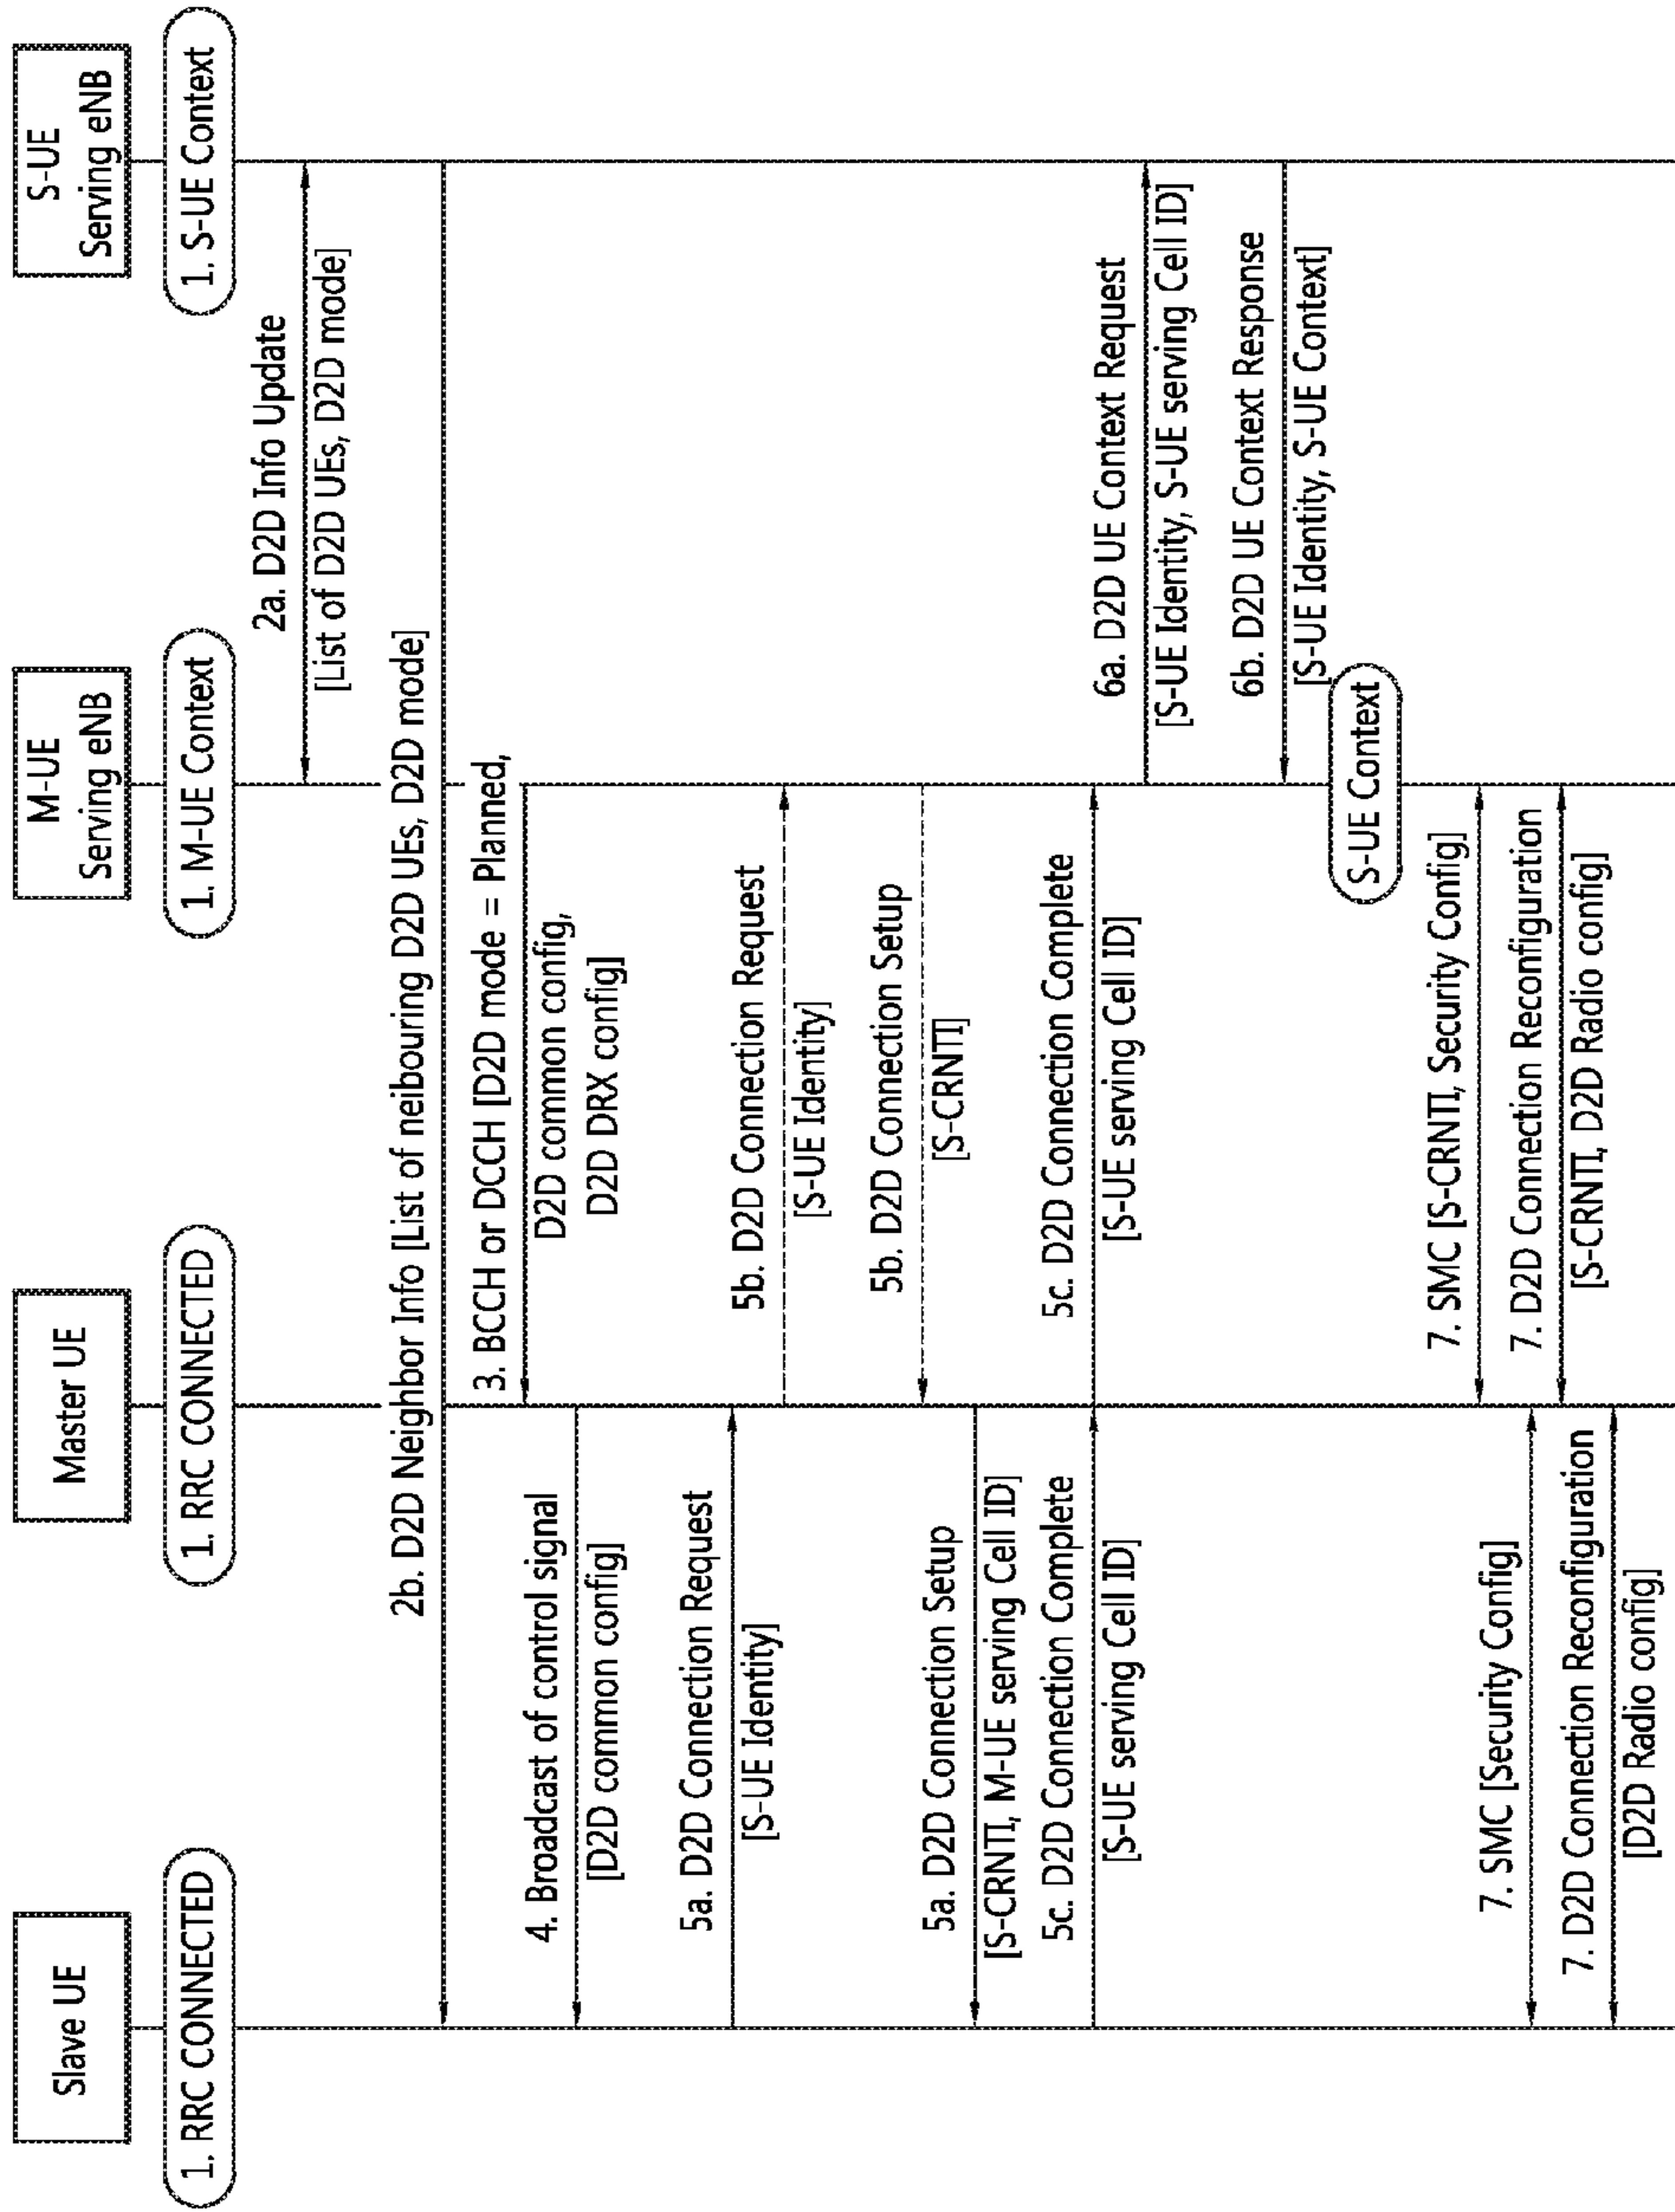 Slave UE
Master UE
M-UE
Serving eNB
S-UE
Serving eNB
1. RRC CONNECTED
1. RRC CONNECTED
1. M-UE Context
1. S-UE Context
2a. D2D Info Update
[List of D2D UEs, D2D mode]
2b. D2D Neighbor Info [List of neibouring D2D UEs, D2D mode]
3. BCCH or DCCH [D2D mode = Planned,
D2D common config,
D2D DRX config]
4. Broadcast of control signal
[D2D common config]
5a. D2D Connection Request
[S-UE Identity]
5b. D2D Connection Request
[S-UE Identity]
5b. D2D Connection Setup
[S-CRNTI]
5a. D2D Connection Setup
[S-CRNTI, M-UE serving Cell ID]
5c. D2D Connection Complete
[S-UE serving Cell ID]
5c. D2D Connection Complete
[S-UE serving Cell ID]
6a. D2D UE Context Request
[S-UE Identity, S-UE serving Cell ID]
6b. D2D UE Context Response
[S-UE Identity, S-UE Context]
S-UE Context
7. SMC [S-CRNTI, Security Config]
7. SMC [Security Config]
7. D2D Connection Reconfiguration
[S-CRNTI, D2D Radio config]
7. D2D Connection Reconfiguration
[D2D Radio config]